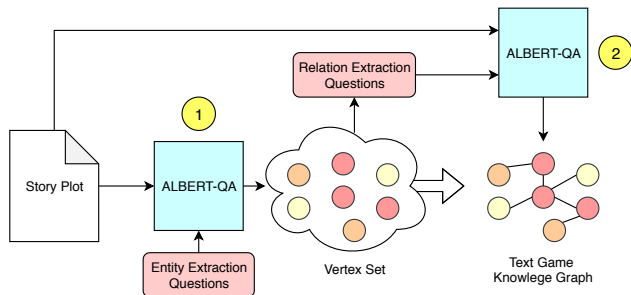 ALBERT-QA
2
Relation Extraction
Questions
1
Story Plot
ALBERT-QA
Entity Extraction
Questions
Vertex Set
Text Game
Knowlege Graph